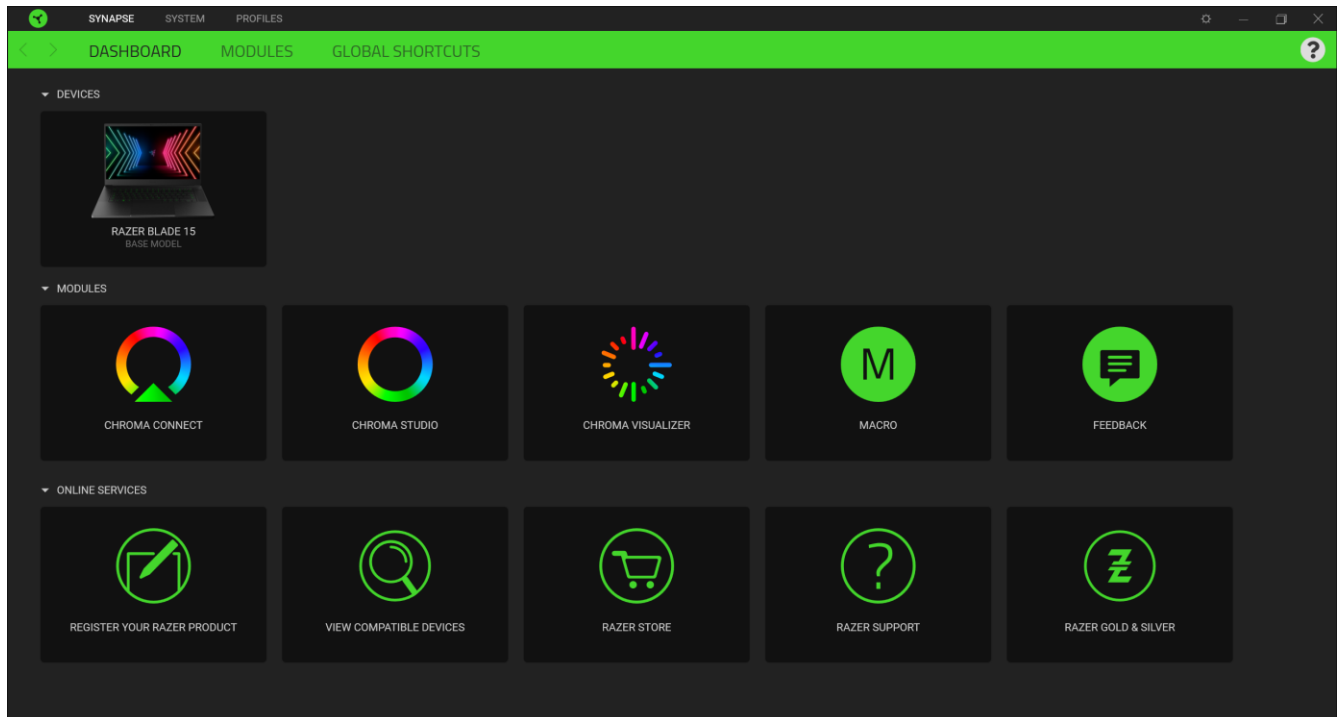 SYNAPSE SYSTEM PROFILES
DASHBOARD MODULES GLOBAL SHORTCUTS
?
DEVICES
RAZER BLADE 15
BASE MODEL
MODULES
M
CHROMA CONNECT CHROMA STUDIO CHROMA VISUALIZER MACRO FEEDBACK
ONLINE SERVICES
?
REGISTER YOUR RAZER PRODUCT VIEW COMPATIBLE DEVICES RAZER STORE RAZER SUPPORT RAZER GOLD & SILVER